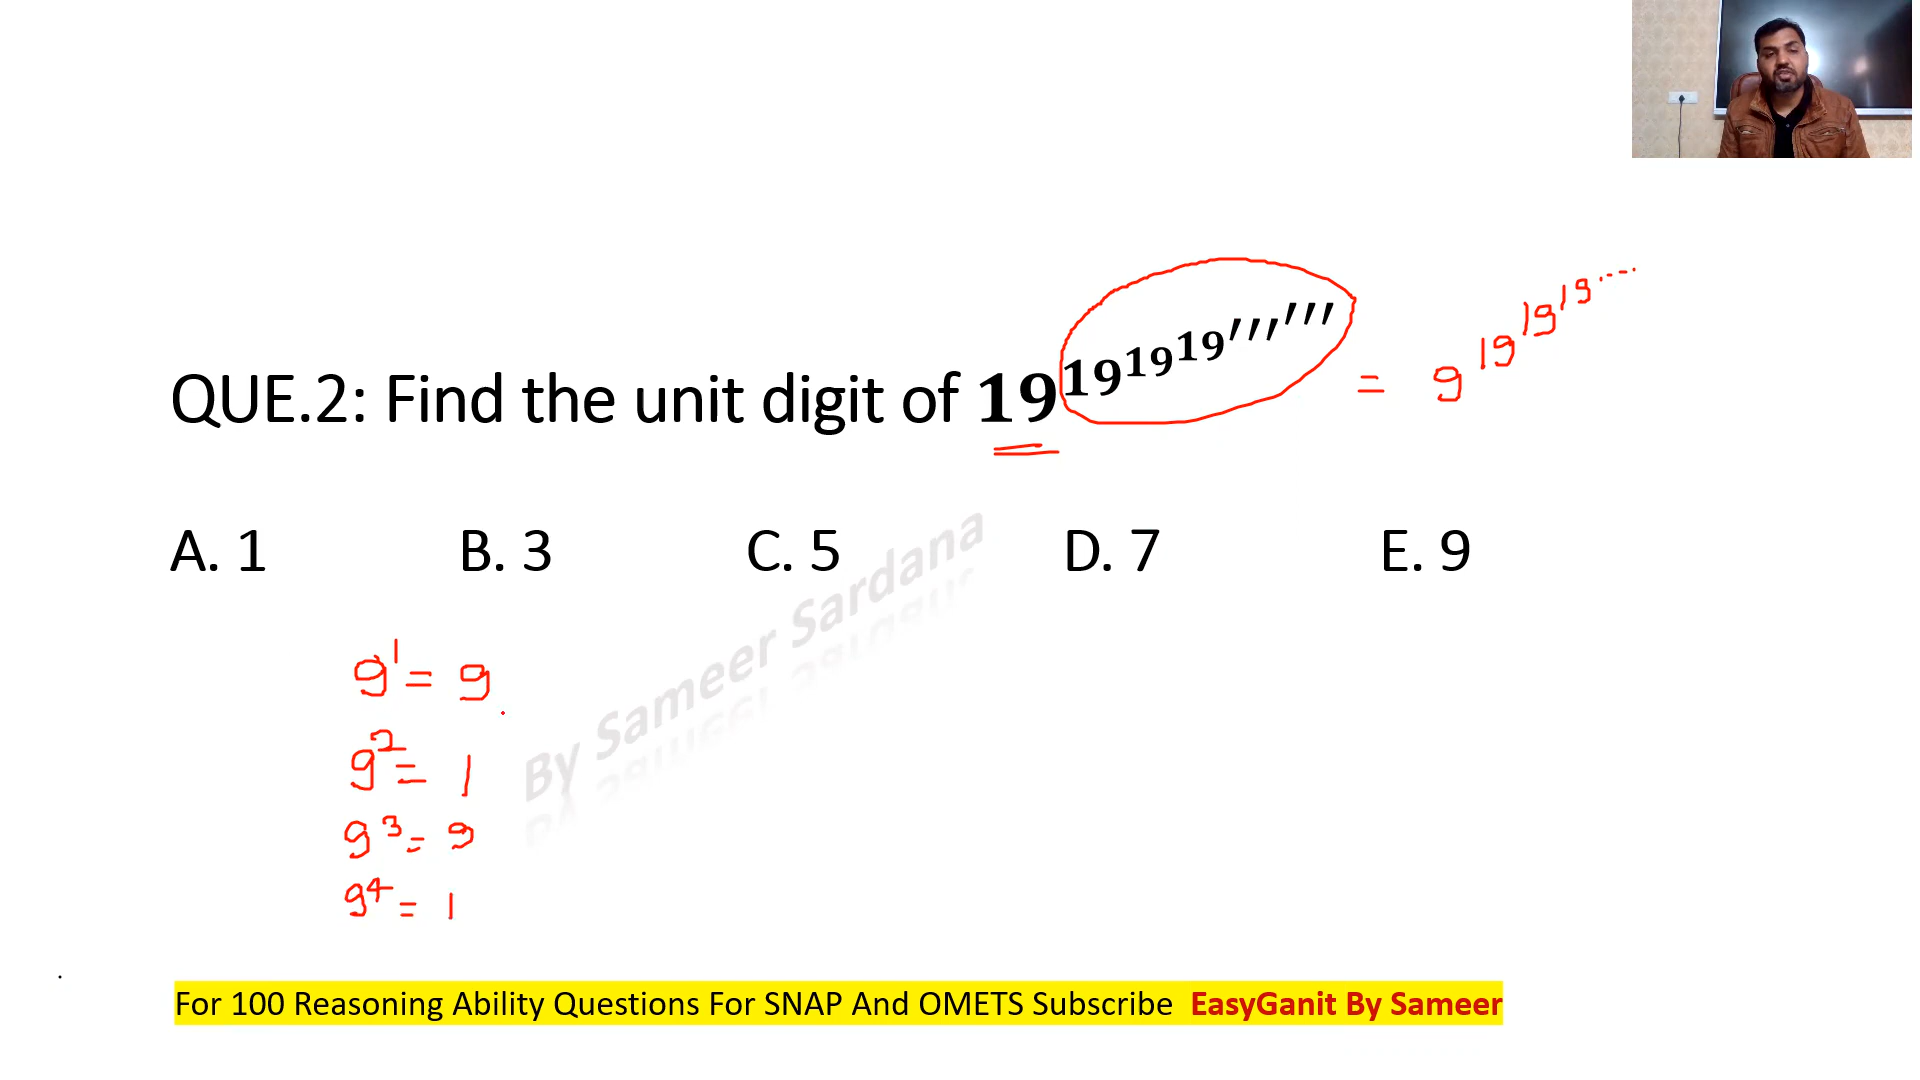 QUE.2: Find the unit digit of 19^19^19^19^′′′^′′′ = 9^19^19^19^....
A. 1 B. 3 C. 5 D. 7 E. 9
9^1 = 9
9^2 = 1
9^3 = 9
9^4 = 1
By Sameer Sardana
For 100 Reasoning Ability Questions For SNAP And OMETS Subscribe EasyGanit By Sameer